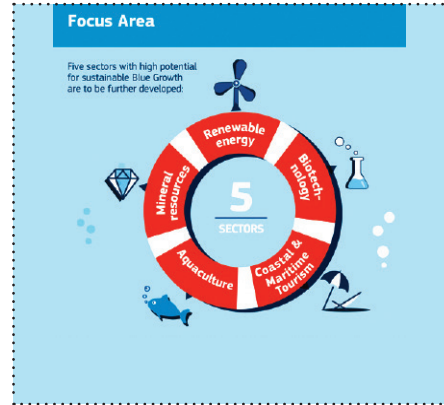 Focus Area
Five sectors with high potential
for sustainable Blue Growth
are to be further developed:
Renewable
energy
Biotech-
nology
Coastal &
Maritime
Tourism
Aquaculture
Mineral
resources
5
SECTORS